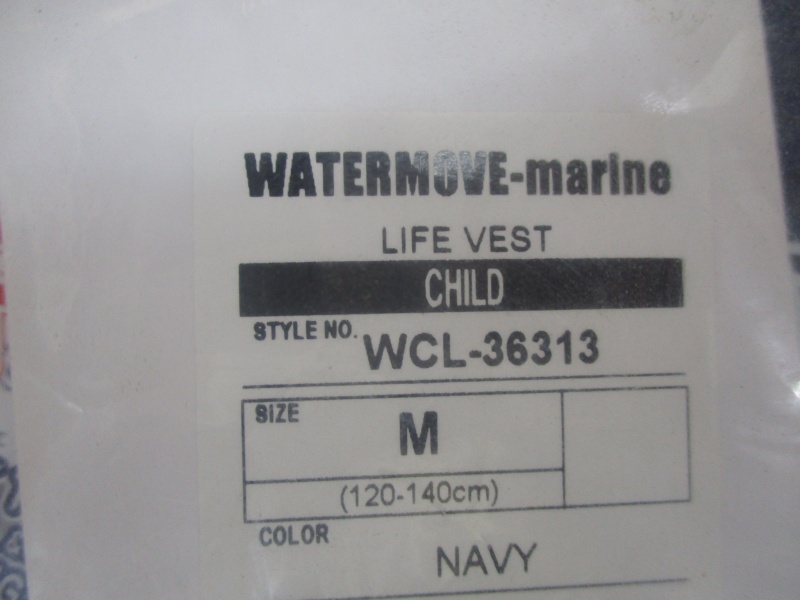 WATERMOVE-marine
LIFE VEST
CHILD
STYLE NO. WCL-36313
SIZE
M
(120-140cm)
COLOR
NAVY